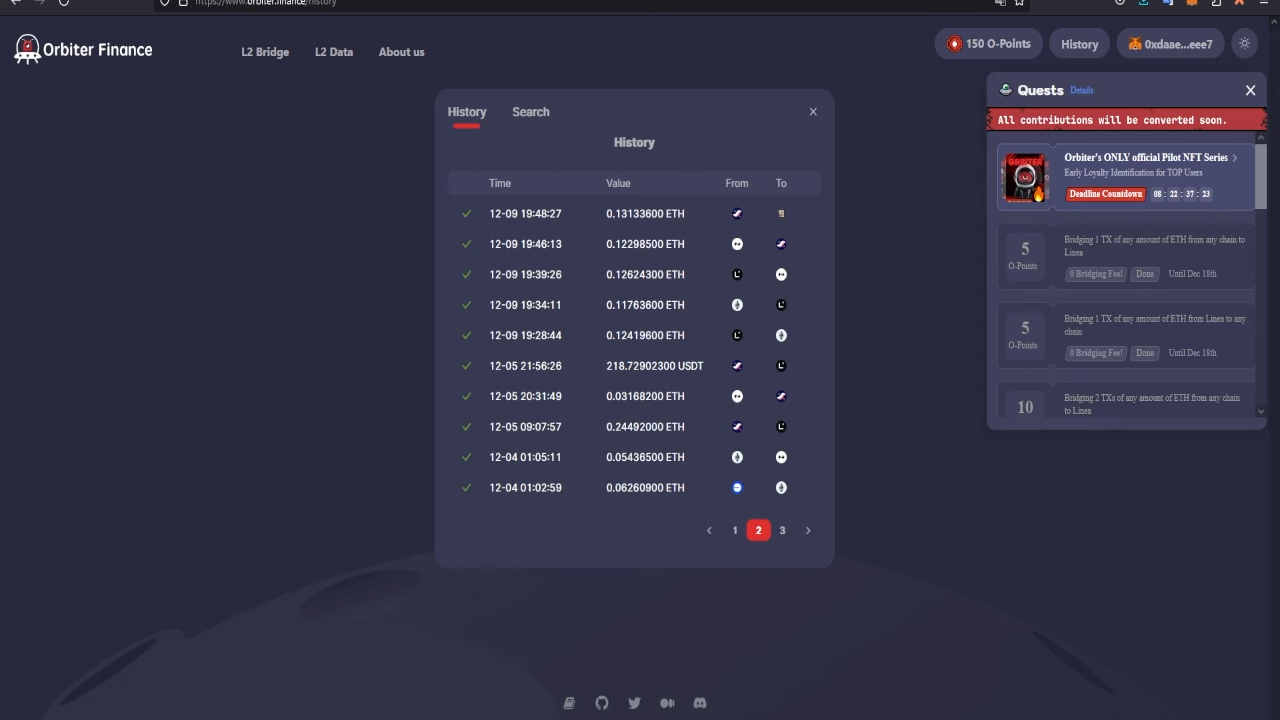 https://www.orbiter.finance/history
Orbiter Finance
L2 Bridge
L2 Data
About us
150 O-Points
History
0xdaae...eee7
History
Search
History
Time Value From To
12-09 19:48:27 0.13133600 ETH
12-09 19:46:13 0.12298500 ETH
12-09 19:39:26 0.12624300 ETH
12-09 19:34:11 0.11763600 ETH
12-09 19:28:44 0.12419600 ETH
12-05 21:56:26 218.72902300 USDT
12-05 20:31:49 0.03168200 ETH
12-05 09:07:57 0.24492000 ETH
12-04 01:05:11 0.05436500 ETH
12-04 01:02:59 0.06260900 ETH
1 2 3
Quests Details
All contributions will be converted soon.
ORBITER
Orbiter's ONLY official Pilot NFT Series
Early Loyalty Identification for TOP Users
Deadline Countdown 08 : 22 : 37 : 23
5
O-Points
Bridging 1 TX of any amount of ETH from any chain to
Linea
0 Bridging Fee! Done Until Dec 18th
5
O-Points
Bridging 1 TX of any amount of ETH from Linea to any
chain
0 Bridging Fee! Done Until Dec 18th
10
Bridging 2 TXs of any amount of ETH from any chain
to Linea